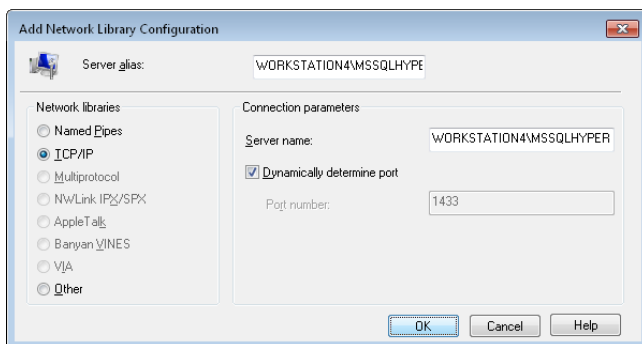 Add Network Library Configuration
Server alias:
WORKSTATION4\MSSQLHYPE
Network libraries
Named Pipes
TCP/IP
Multiprotocol
NWLink IPX/SPX
AppleTalk
Banyan VINES
VIA
Other
Connection parameters
Server name:
WORKSTATION4\MSSQLHYPER
Dynamically determine port
Port number:
1433
OK
Cancel
Help